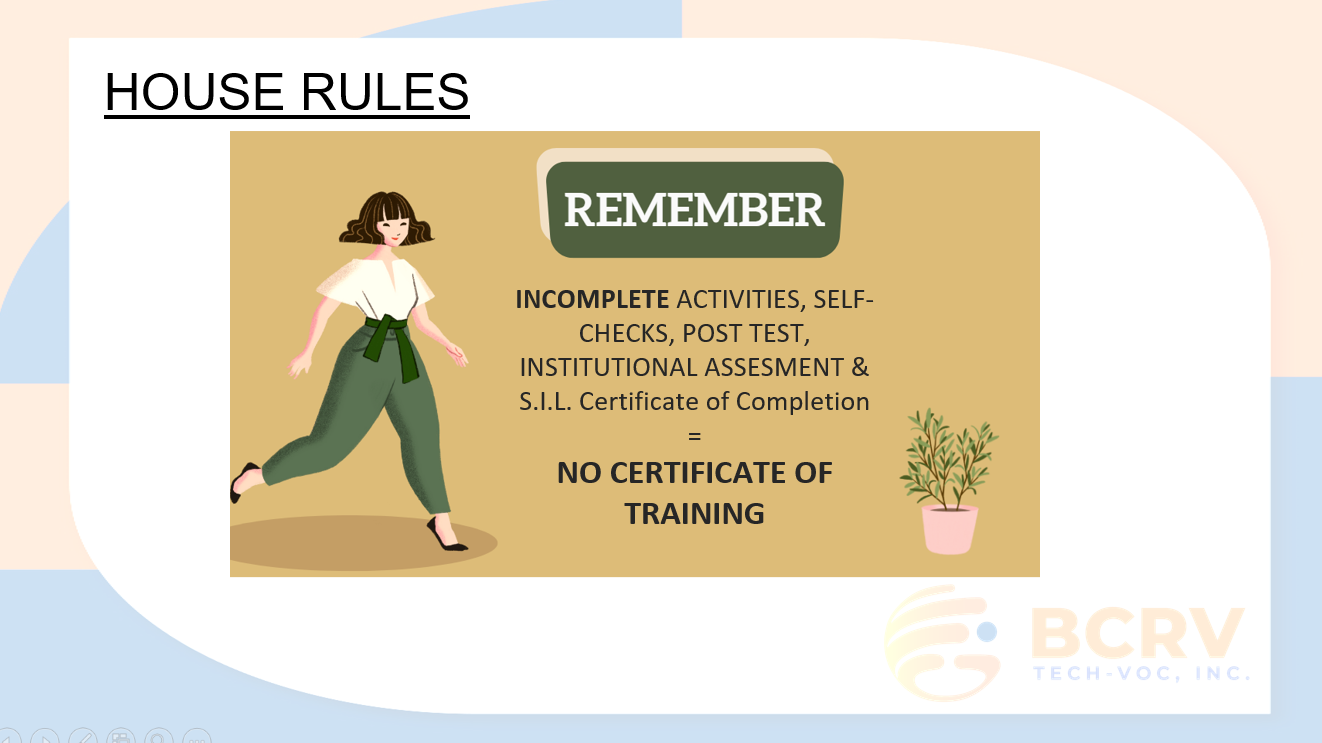 HOUSE RULES
REMEMBER
INCOMPLETE ACTIVITIES, SELF-
CHECKS, POST TEST,
INSTITUTIONAL ASSESMENT &
S.I.L. Certificate of Completion
=
NO CERTIFICATE OF
TRAINING
BCRV
TECH-VOC, INC.